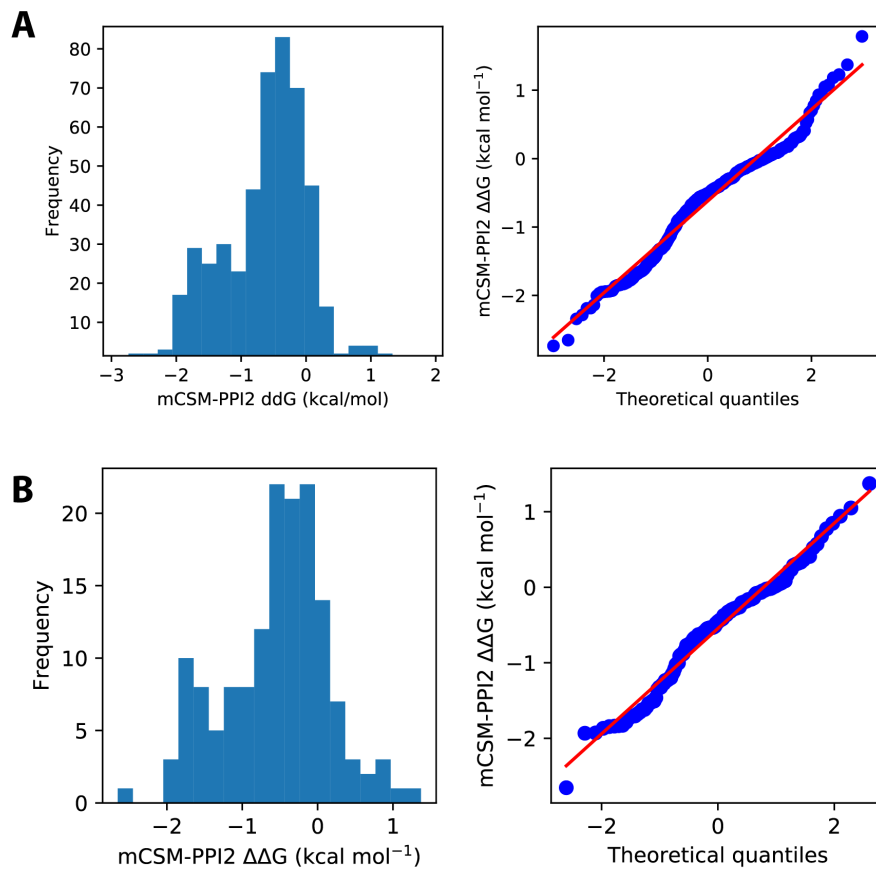 A
Frequency
80
70
60
50
40
30
20
10
−3 −2 −1 0 1 2
mCSM-PPI2 ddG (kcal/mol)
mCSM-PPI2 ΔΔG (kcal mol⁻¹)
1
0
−1
−2
−2 0 2
Theoretical quantiles
B
Frequency
20
15
10
5
0
−2 −1 0 1
mCSM-PPI2 ΔΔG (kcal mol⁻¹)
mCSM-PPI2 ΔΔG (kcal mol⁻¹)
1
0
−1
−2
−2 0 2
Theoretical quantiles